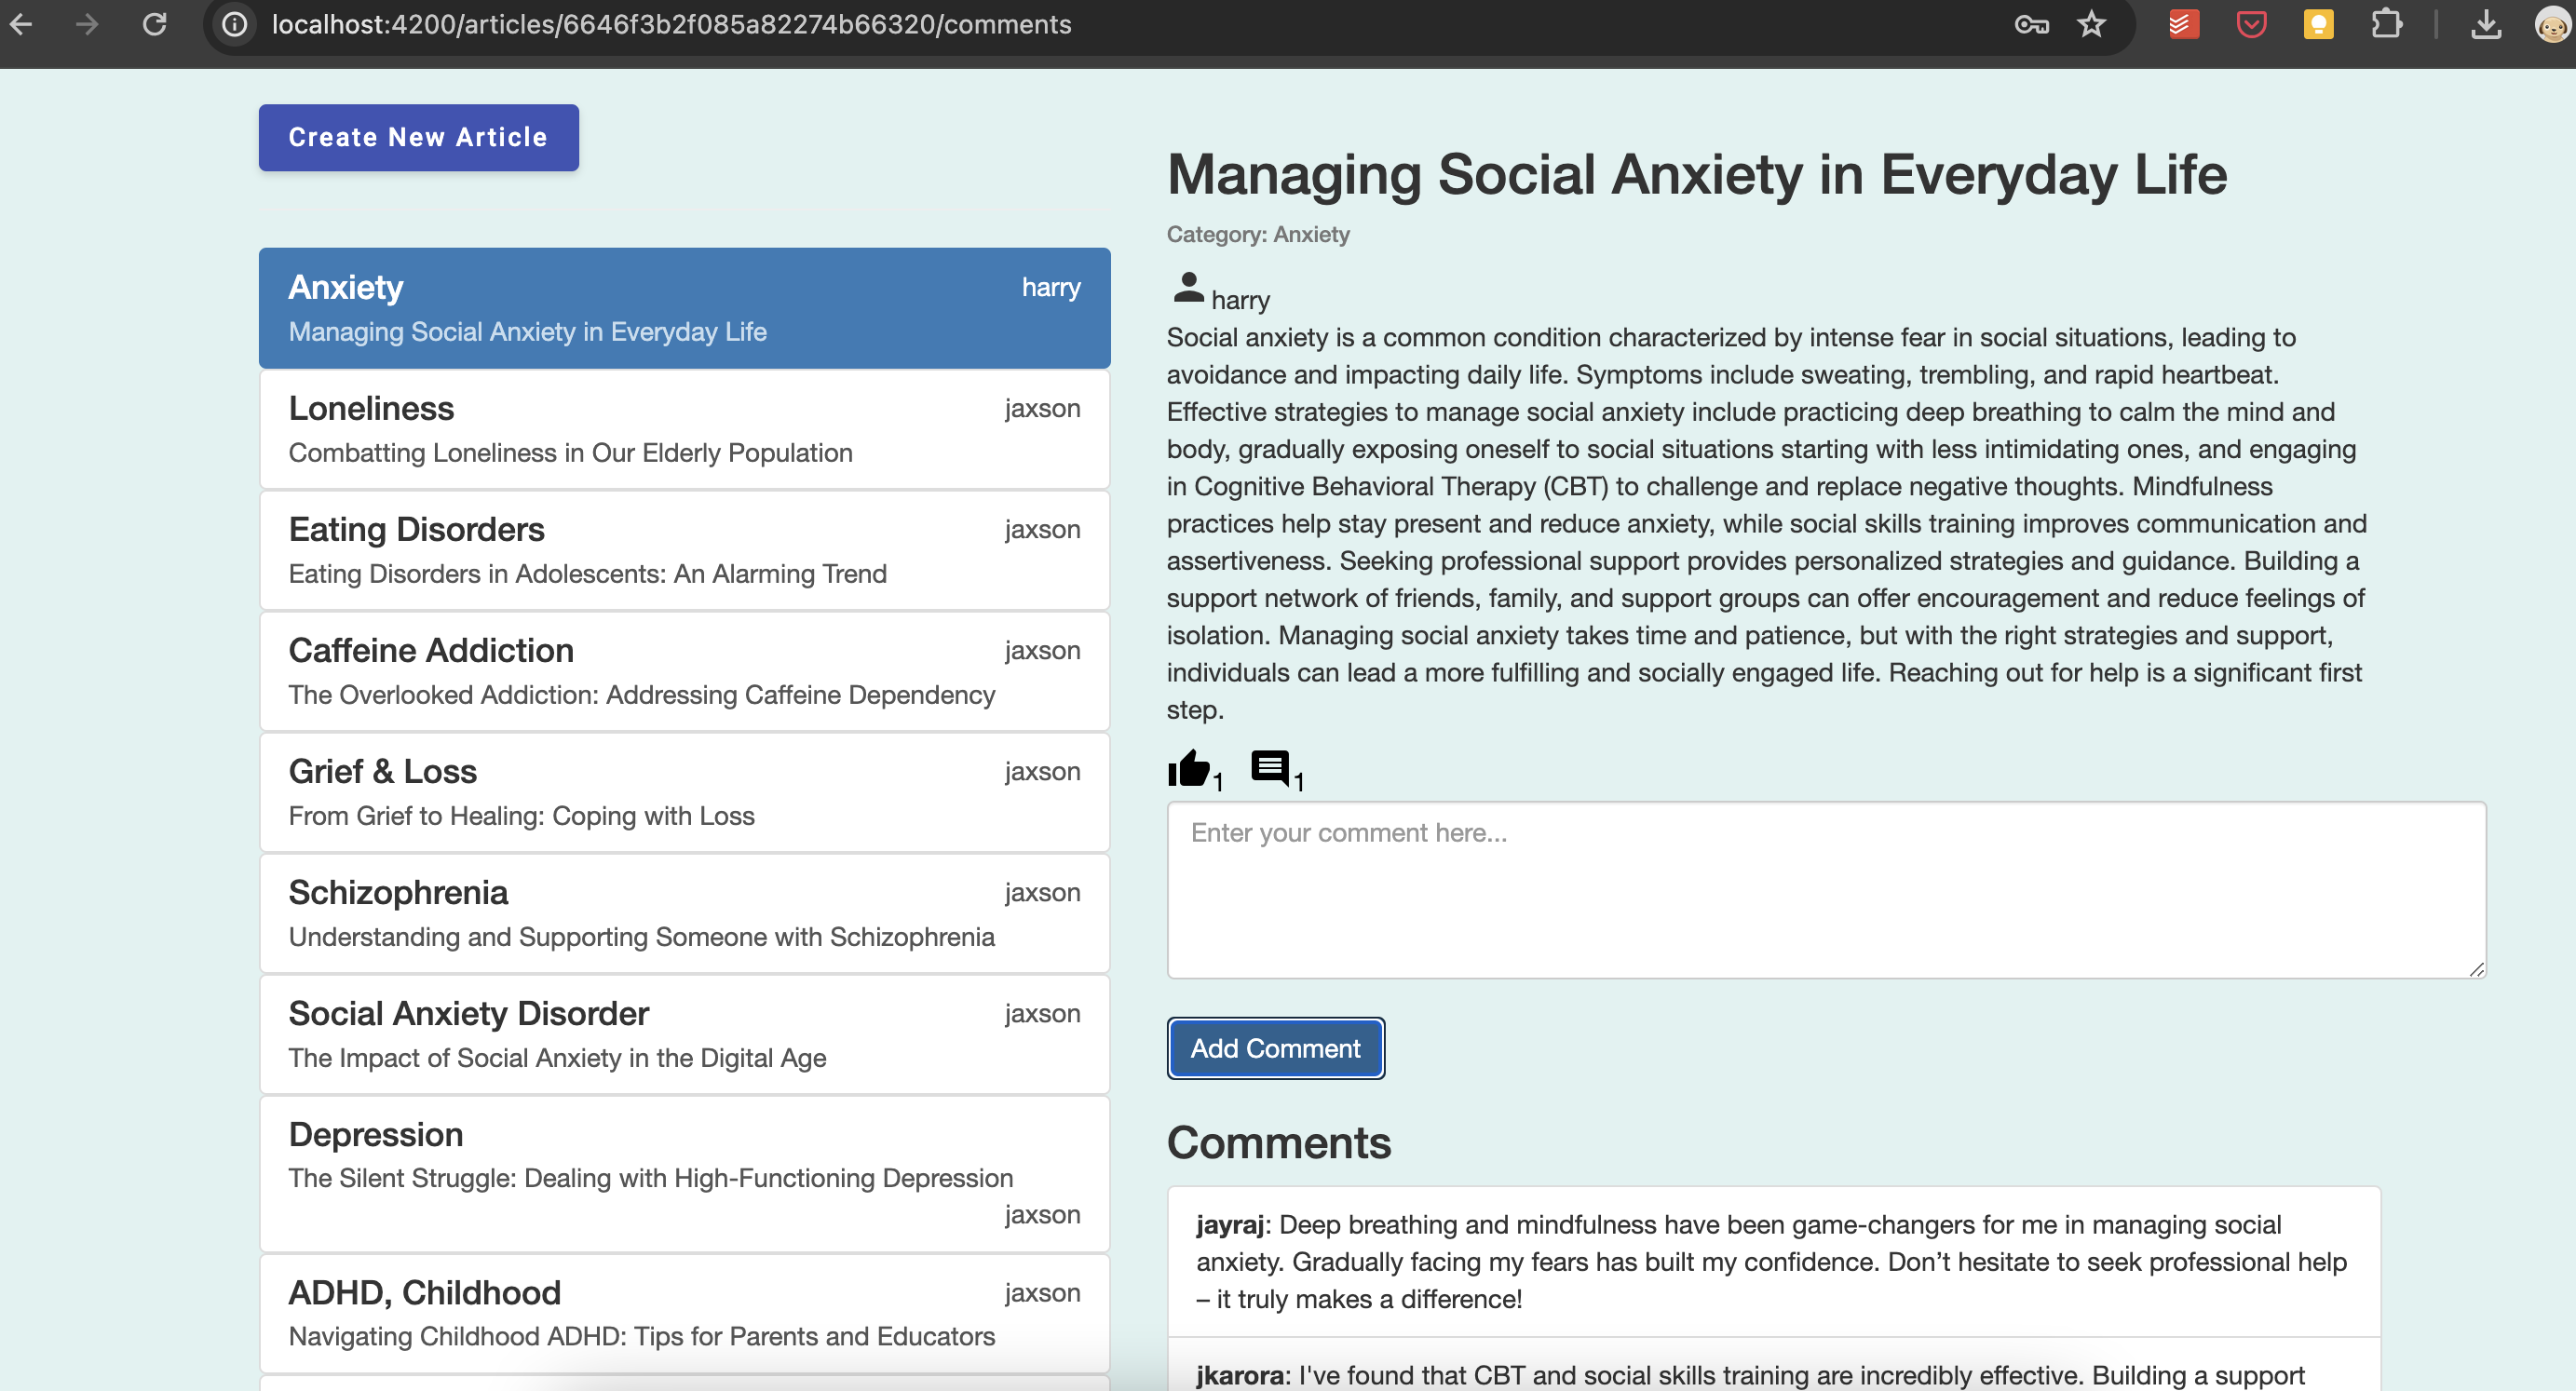 localhost:4200/articles/6646f3b2f085a82274b66320/comments
Create New Article
Anxiety
harry
Managing Social Anxiety in Everyday Life
Loneliness
jaxson
Combatting Loneliness in Our Elderly Population
Eating Disorders
jaxson
Eating Disorders in Adolescents: An Alarming Trend
Caffeine Addiction
jaxson
The Overlooked Addiction: Addressing Caffeine Dependency
Grief & Loss
jaxson
From Grief to Healing: Coping with Loss
Schizophrenia
jaxson
Understanding and Supporting Someone with Schizophrenia
Social Anxiety Disorder
jaxson
The Impact of Social Anxiety in the Digital Age
Depression
The Silent Struggle: Dealing with High-Functioning Depression
jaxson
ADHD, Childhood
jaxson
Navigating Childhood ADHD: Tips for Parents and Educators
Managing Social Anxiety in Everyday Life
Category: Anxiety
harry
Social anxiety is a common condition characterized by intense fear in social situations, leading to
avoidance and impacting daily life. Symptoms include sweating, trembling, and rapid heartbeat.
Effective strategies to manage social anxiety include practicing deep breathing to calm the mind and
body, gradually exposing oneself to social situations starting with less intimidating ones, and engaging
in Cognitive Behavioral Therapy (CBT) to challenge and replace negative thoughts. Mindfulness
practices help stay present and reduce anxiety, while social skills training improves communication and
assertiveness. Seeking professional support provides personalized strategies and guidance. Building a
support network of friends, family, and support groups can offer encouragement and reduce feelings of
isolation. Managing social anxiety takes time and patience, but with the right strategies and support,
individuals can lead a more fulfilling and socially engaged life. Reaching out for help is a significant first
step.
1 1
Enter your comment here...
Add Comment
Comments
jayraj: Deep breathing and mindfulness have been game-changers for me in managing social
anxiety. Gradually facing my fears has built my confidence. Don’t hesitate to seek professional help
– it truly makes a difference!
jkarora: I've found that CBT and social skills training are incredibly effective. Building a support